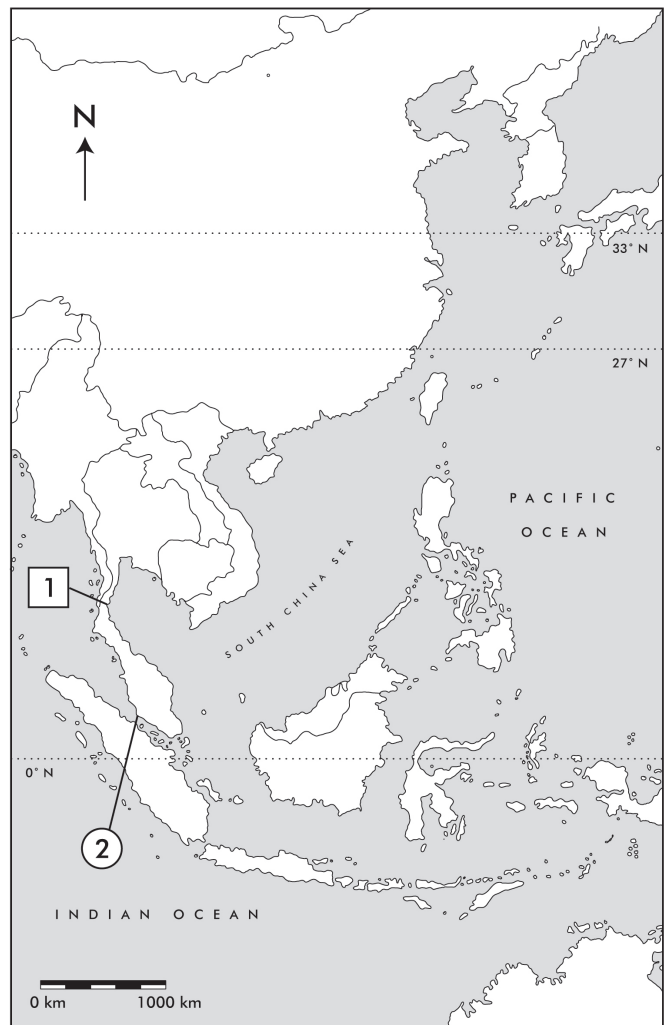 N
33° N
27° N
PACIFIC
OCEAN
1
SOUTH CHINA SEA
0° N
2
INDIAN OCEAN
0 km 1000 km